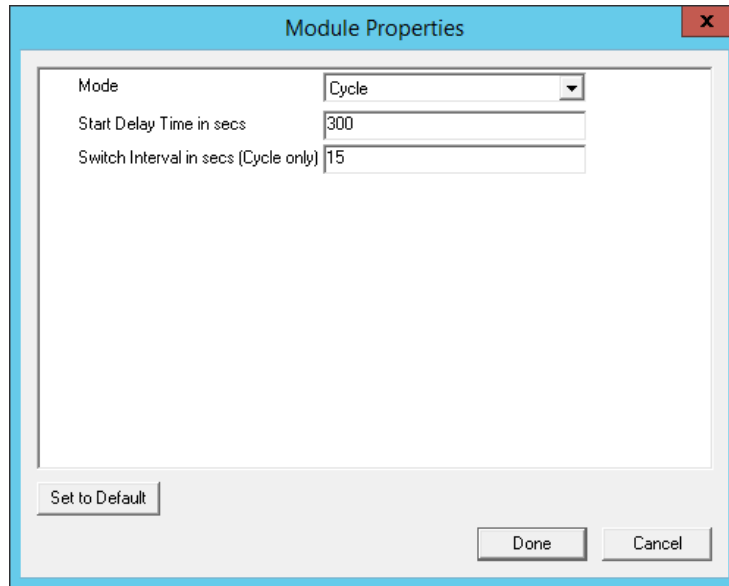 Module Properties
x
Mode Cycle
Start Delay Time in secs 300
Switch Interval in secs (Cycle only) 15
Set to Default
Done Cancel